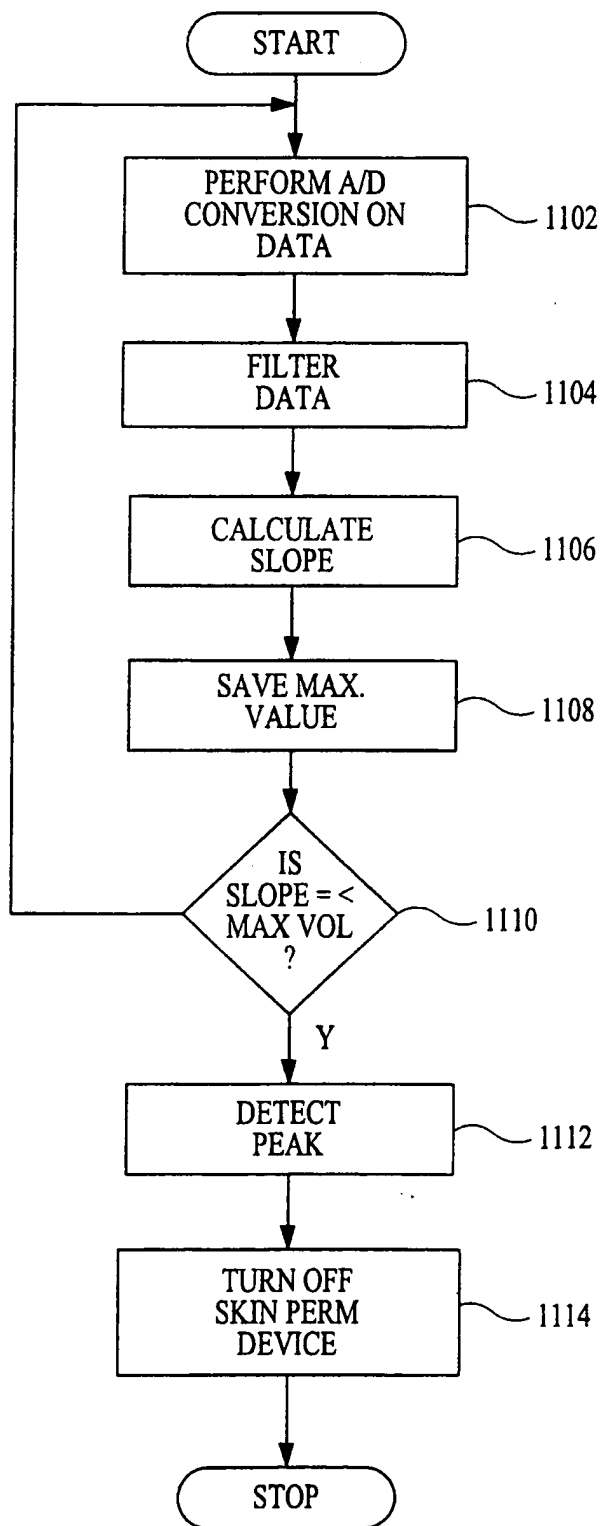 START
PERFORM A/D
CONVERSION ON
DATA
1102
FILTER
DATA
1104
CALCULATE
SLOPE
1106
SAVE MAX.
VALUE
1108
IS
SLOPE = <
MAX VOL
?
1110
Y
DETECT
PEAK
1112
TURN OFF
SKIN PERM
DEVICE
1114
STOP